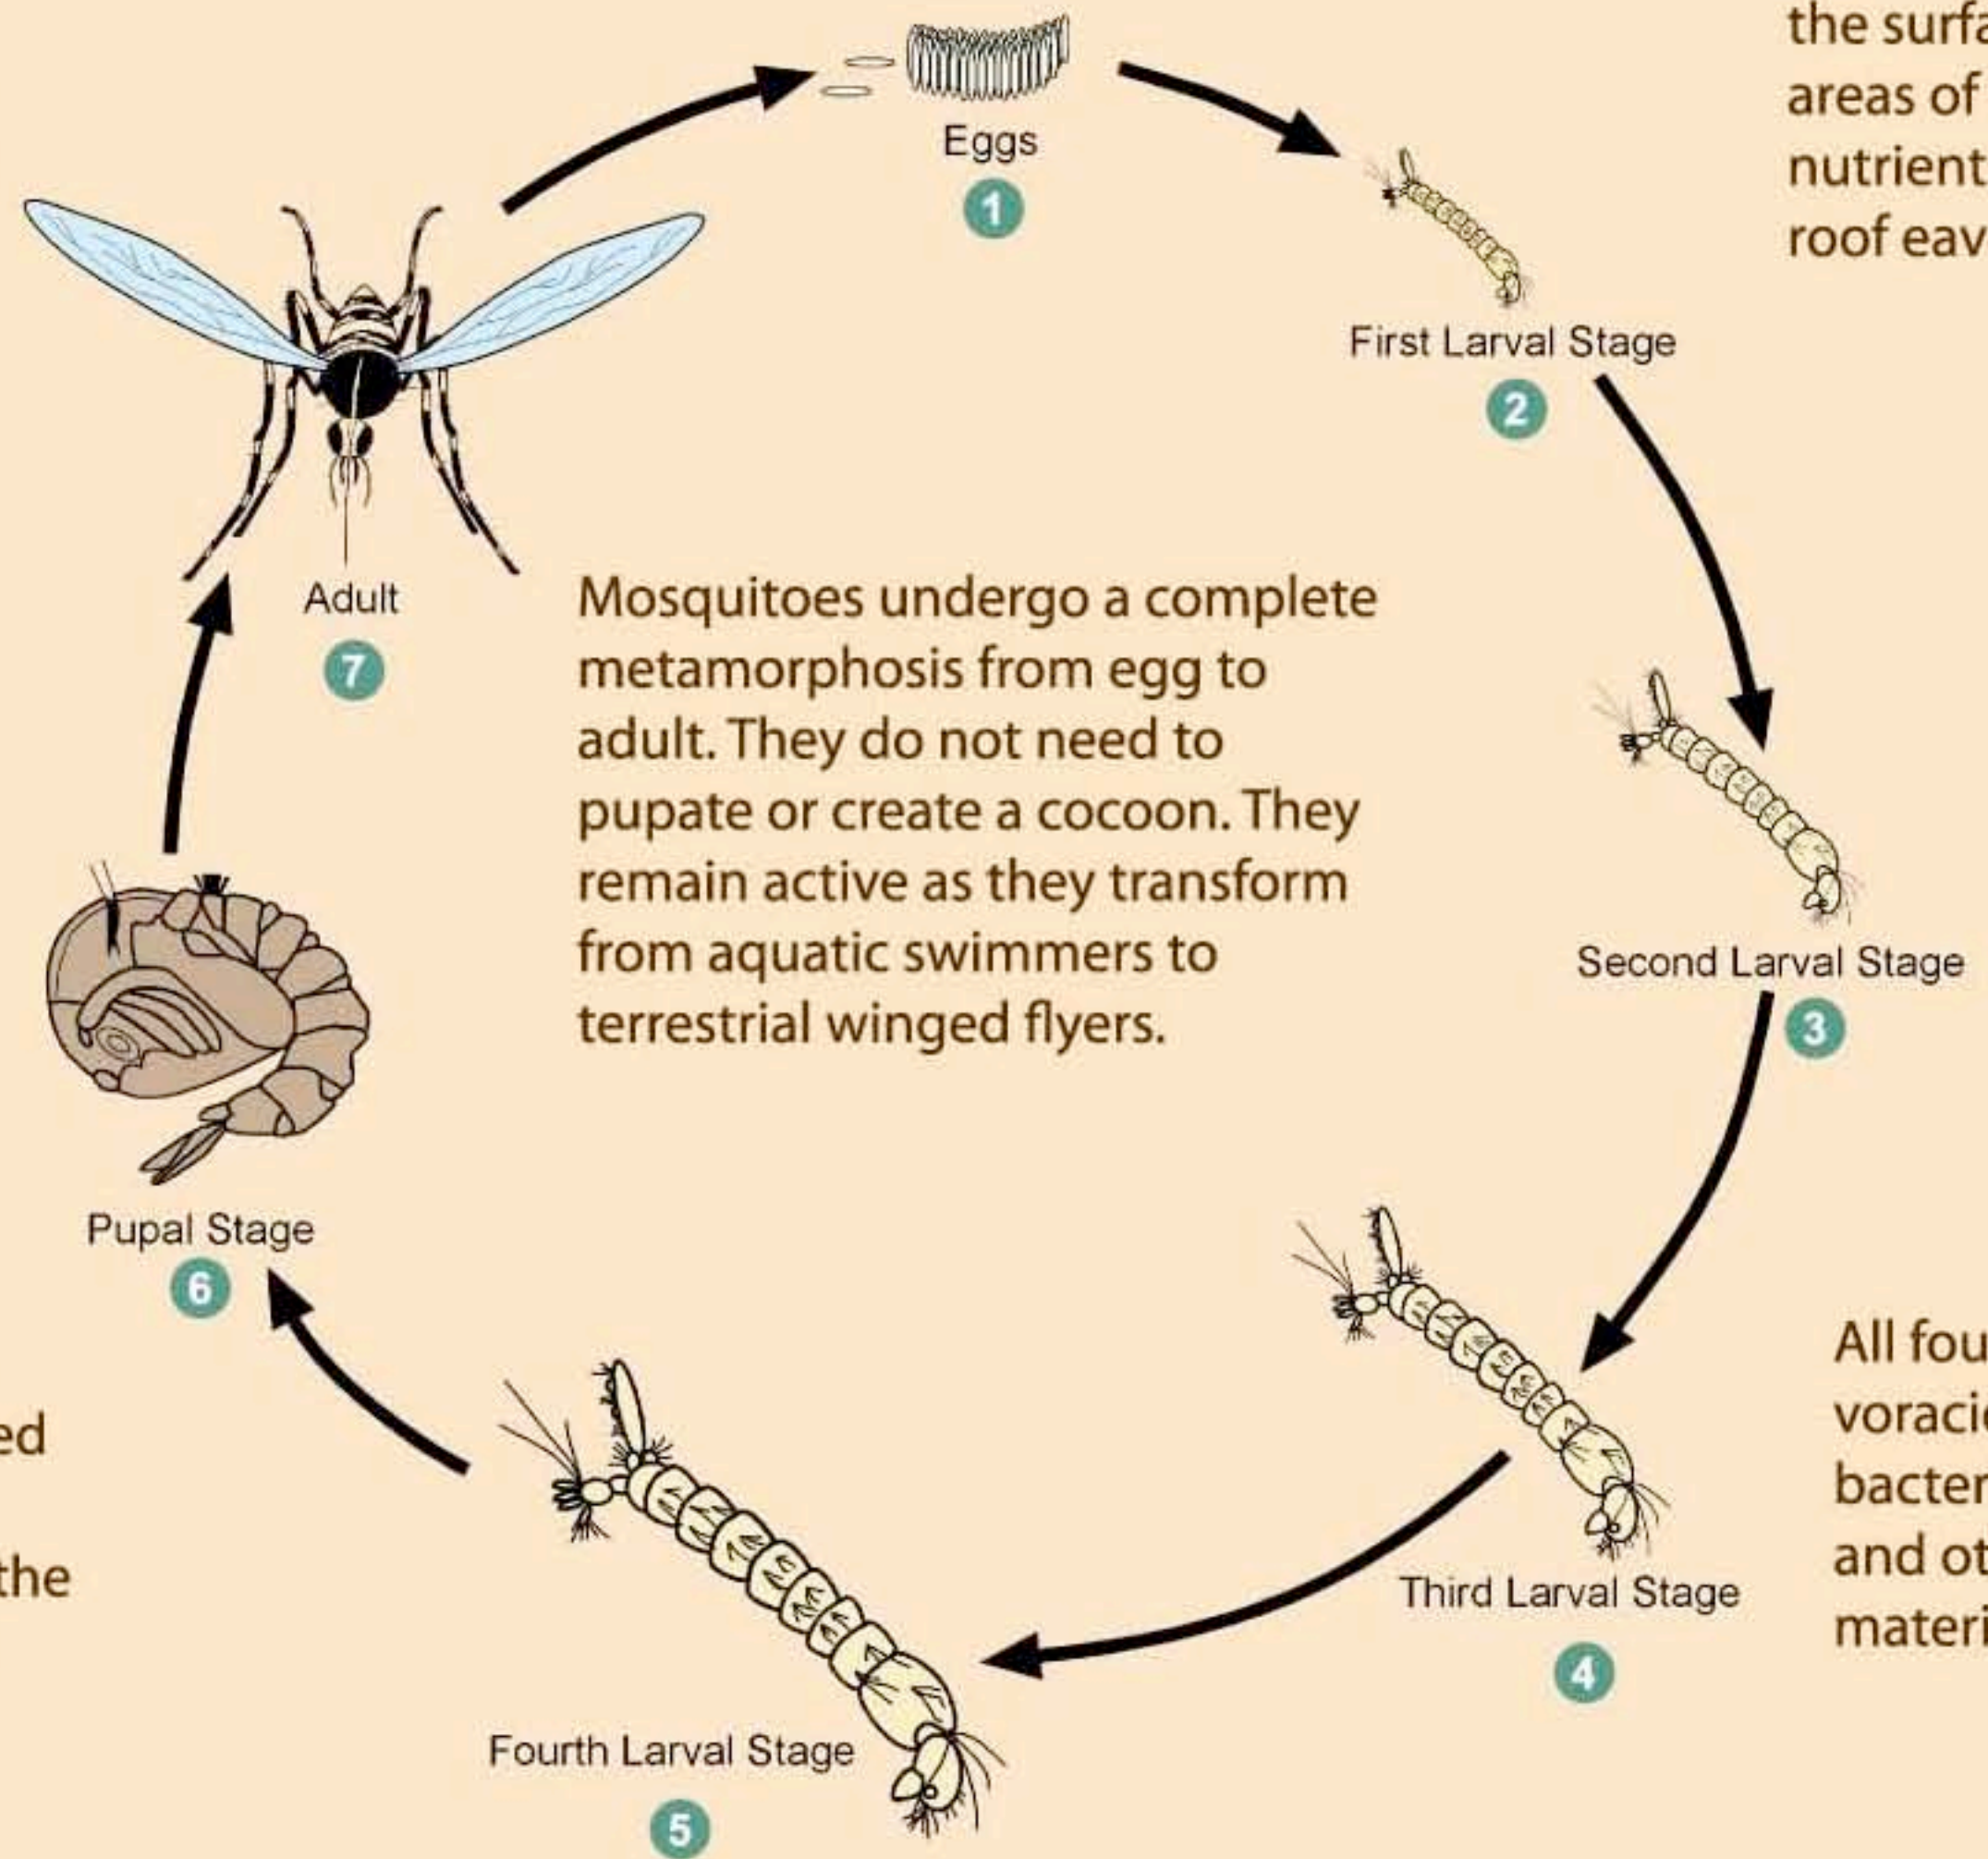 Eggs
1
the surfa
areas of
nutrient
roof eav
First Larval Stage
2
Second Larval Stage
3
Third Larval Stage
4
All fou
voraci
bacter
and ot
materi
Fourth Larval Stage
5
Pupal Stage
6
ed
the
Adult
7
Mosquitoes undergo a complete
metamorphosis from egg to
adult. They do not need to
pupate or create a cocoon. They
remain active as they transform
from aquatic swimmers to
terrestrial winged flyers.